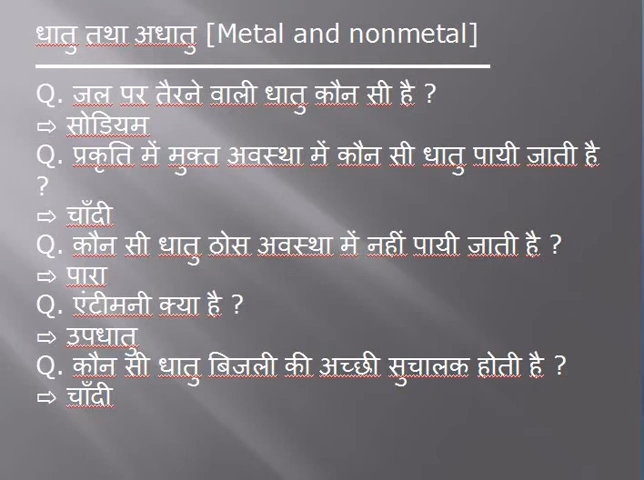 धातु तथा अधातु [Metal and nonmetal]
Q. जल पर तैरने वाली धातु कौन सी है ?
⇨ सोडियम
Q. प्रकृति में मुक्त अवस्था में कौन सी धातु पायी जाती है
?
⇨ चाँदी
Q. कौन सी धातु ठोस अवस्था में नहीं पायी जाती है ?
⇨ पारा
Q. एंटीमनी क्या है ?
⇨ उपधातु
Q. कौन सी धातु बिजली की अच्छी सुचालक होती है ?
⇨ चाँदी